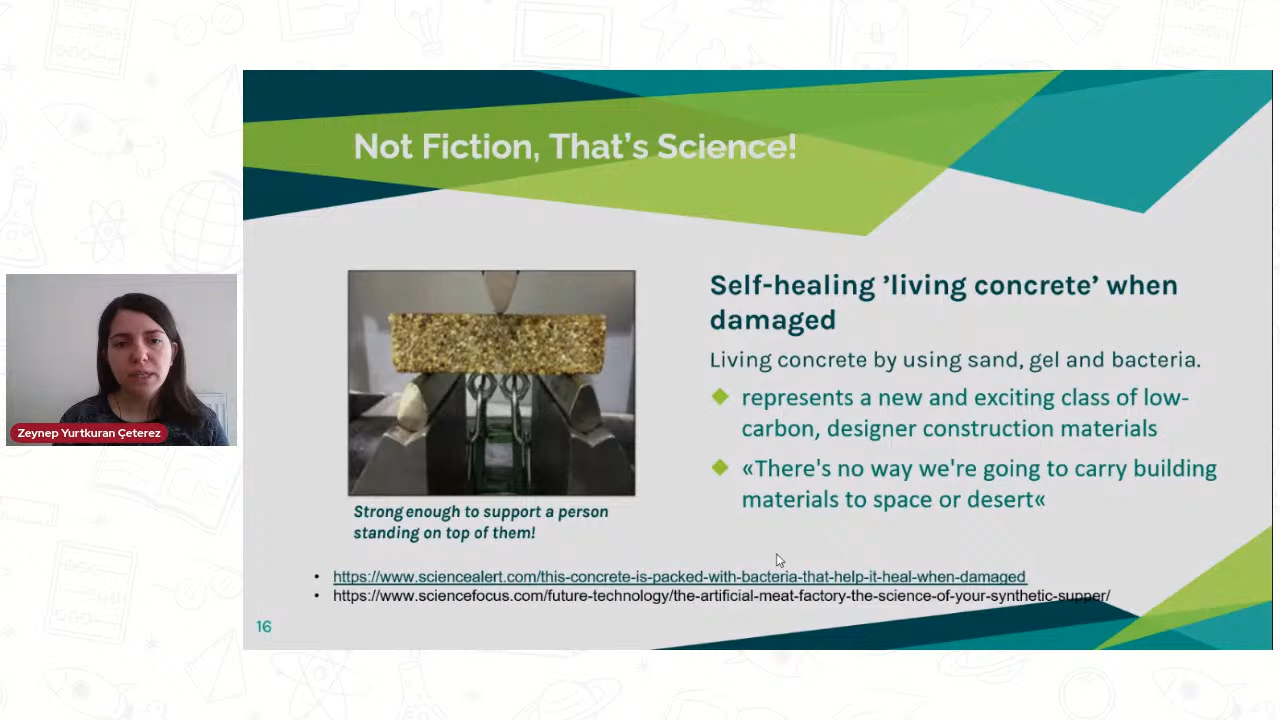 Not Fiction, That's Science!
Self-healing ’living concrete’ when
damaged
Living concrete by using sand, gel and bacteria.
represents a new and exciting class of low-
carbon, designer construction materials
«There's no way we're going to carry building
materials to space or desert«
Strong enough to support a person
standing on top of them!
Zeynep Yurtkuran Çeterez
• https://www.sciencealert.com/this-concrete-is-packed-with-bacteria-that-help-it-heal-when-damaged
• https://www.sciencefocus.com/future-technology/the-artificial-meat-factory-the-science-of-your-synthetic-supper/
16